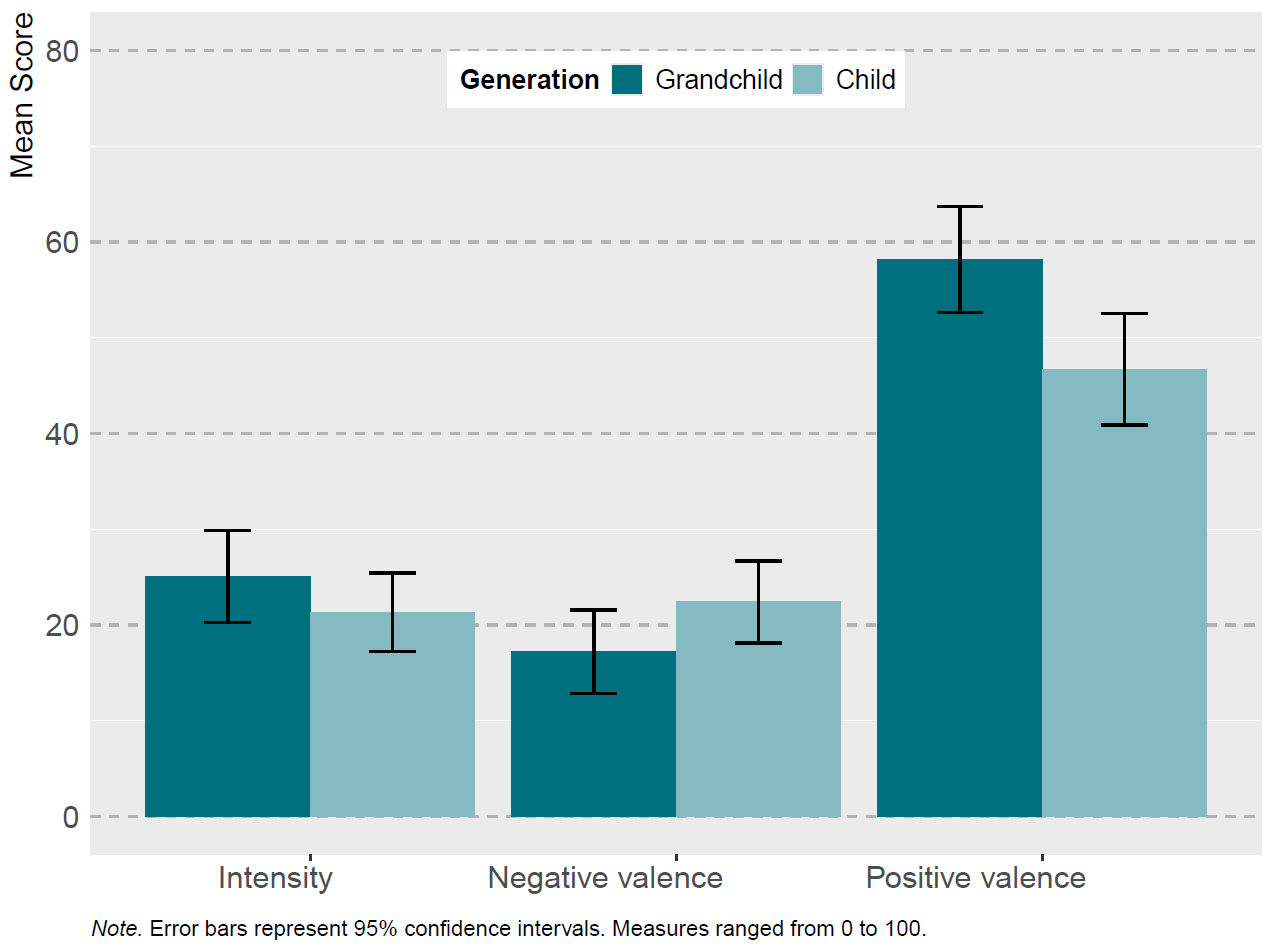 Mean Score
80
Generation Grandchild Child
60
40
20
0
Intensity Negative valence Positive valence
Note. Error bars represent 95% confidence intervals. Measures ranged from 0 to 100.